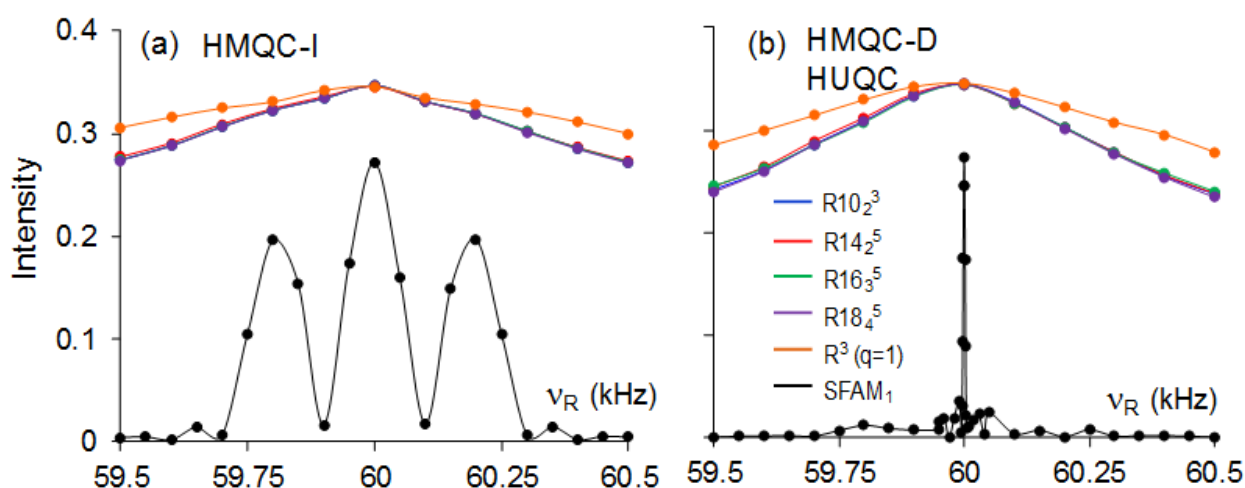 (a) HMQC-I
Intensity
0.4
0.3
0.2
0.1
0
νR (kHz)
59.5 59.75 60 60.25 60.5
(b) HMQC-D
HUQC
R10₂³
R14₂⁵
R16₃⁵
R18₄⁵
R³ (q=1)
SFAM₁
νR (kHz)
59.5 59.75 60 60.25 60.5